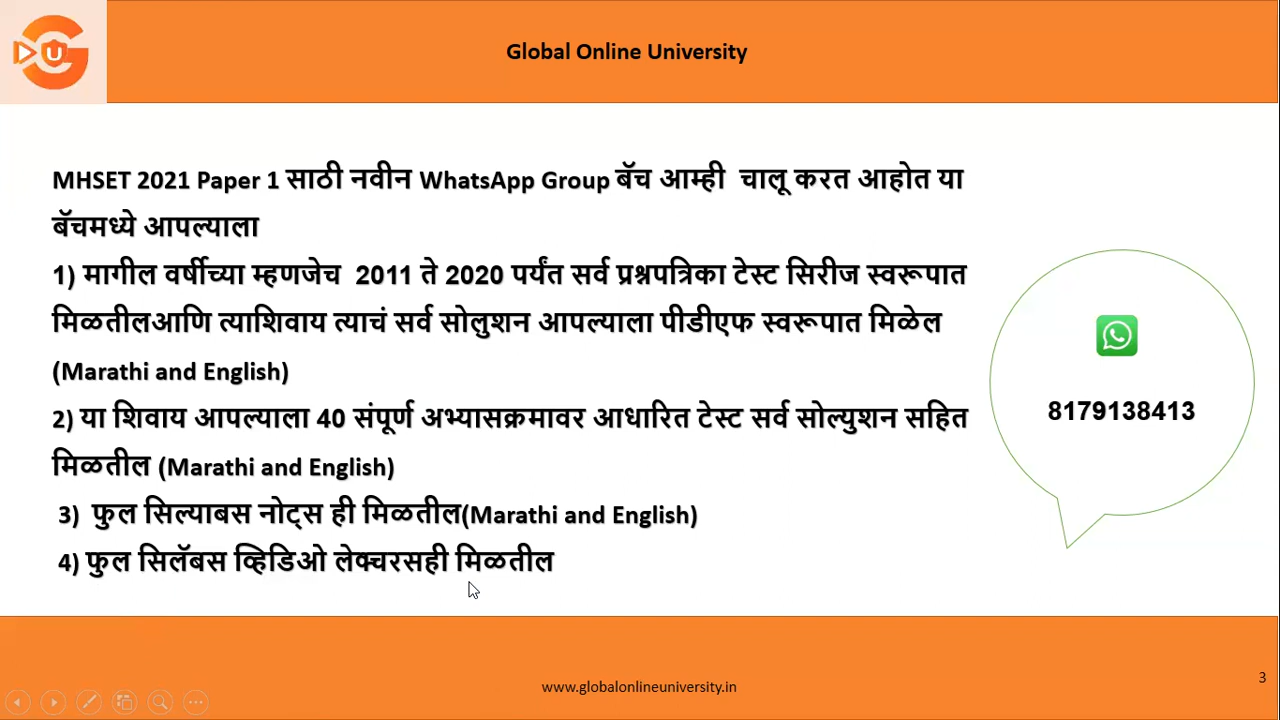 Global Online University
MHSET 2021 Paper 1 साठी नवीन WhatsApp Group बॅच आम्ही चालू करत आहोत या
बॅचमध्ये आपल्याला
1) मागील वर्षीच्या म्हणजेच 2011 ते 2020 पर्यंत सर्व प्रश्नपत्रिका टेस्ट सिरीज स्वरूपात
मिळतीलआणि त्याशिवाय त्याचं सर्व सोलुशन आपल्याला पीडीएफ स्वरूपात मिळेल
(Marathi and English)
2) या शिवाय आपल्याला 40 संपूर्ण अभ्यासक्रमावर आधारित टेस्ट सर्व सोल्युशन सहित
मिळतील (Marathi and English)
3) फुल सिल्याबस नोट्स ही मिळतील(Marathi and English)
4) फुल सिलॅबस व्हिडिओ लेक्चरसही मिळतील
8179138413
www.globalonlineuniversity.in
3